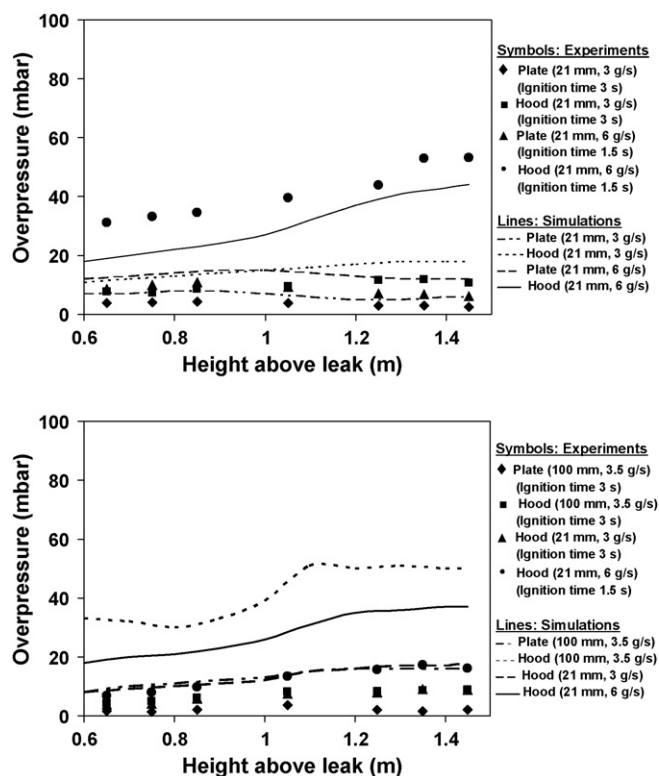 100
80
60
40
20
0
Overpressure (mbar)
0.6 0.8 1 1.2 1.4
Height above leak (m)
Symbols: Experiments
Plate (21 mm, 3 g/s)
(Ignition time 3 s)
Hood (21 mm, 3 g/s)
(Ignition time 3 s)
Plate (21 mm, 6 g/s)
(Ignition time 1.5 s)
Hood (21 mm, 6 g/s)
(Ignition time 1.5 s)
Lines: Simulations
Plate (21 mm, 3 g/s)
Hood (21 mm, 3 g/s)
Plate (21 mm, 6 g/s)
Hood (21 mm, 6 g/s)
100
80
60
40
20
0
Overpressure (mbar)
0.6 0.8 1 1.2 1.4
Height above leak (m)
Symbols: Experiments
Plate (100 mm, 3.5 g/s)
(Ignition time 3 s)
Hood (100 mm, 3.5 g/s)
(Ignition time 3 s)
Hood (21 mm, 3 g/s)
(Ignition time 3 s)
Hood (21 mm, 6 g/s)
(Ignition time 1.5 s)
Lines: Simulations
Plate (100 mm, 3.5 g/s)
Hood (100 mm, 3.5 g/s)
Hood (21 mm, 3 g/s)
Hood (21 mm, 6 g/s)